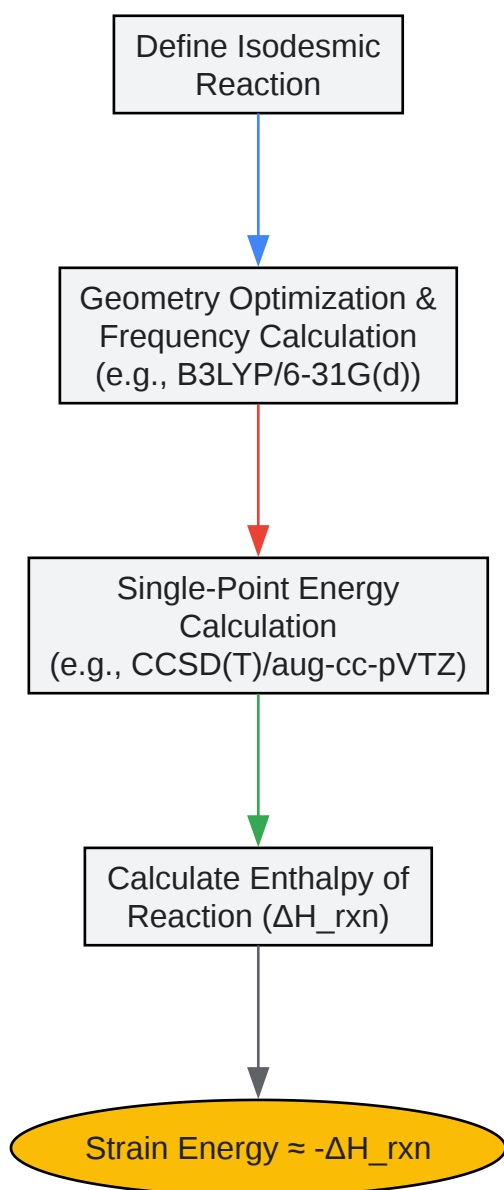 Define Isodesmic
Reaction
Geometry Optimization &
Frequency Calculation
(e.g., B3LYP/6-31G(d))
Single-Point Energy
Calculation
(e.g., CCSD(T)/aug-cc-pVTZ)
Calculate Enthalpy of
Reaction (ΔH_rxn)
Strain Energy ≈ -ΔH_rxn